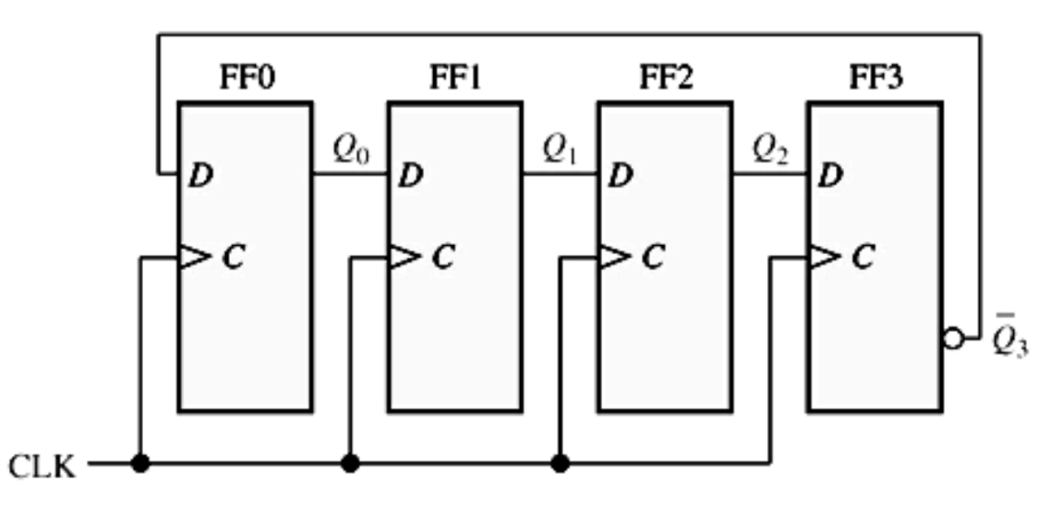 FF0 FF1 FF2 FF3
Q₀ Q₁ Q₂
D D D D
C C C C
Q̅₃
CLK